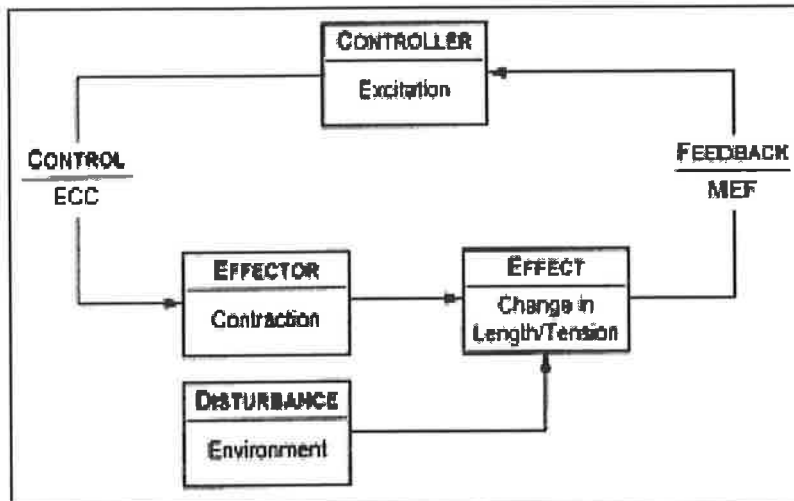 CONTROLLER
Excitation
CONTROL
ECC
FEEDBACK
MEF
EFFECTOR
Contraction
EFFECT
Change in
Length/Tension
DISTURBANCE
Environment